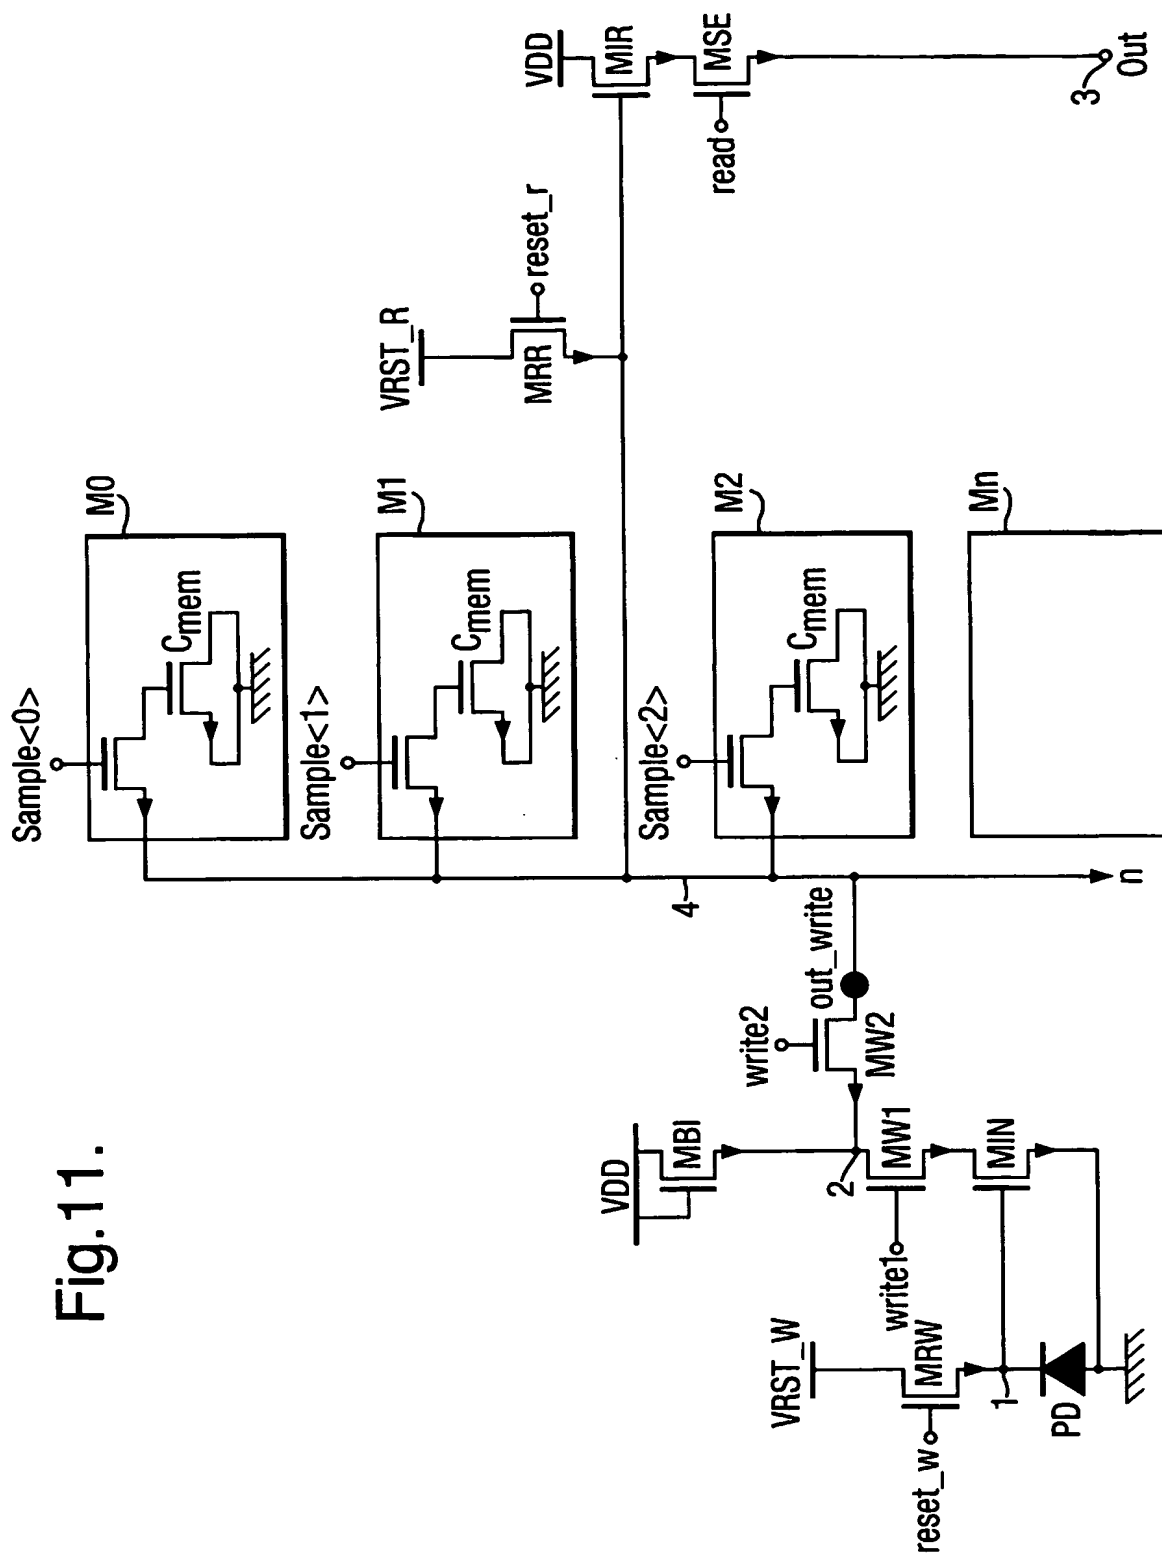 Fig.11.
Sample<0>
M0
Cmem
Sample<1>
M1
Cmem
Sample<2>
M2
Cmem
Mn
n
4
VRST_R
MRR
reset_r
VDD
MIR
MSE
read
3
Out
write2
out_write
MW2
VDD
MBI
2
MW1
write1
MIN
VRST_W
MRW
reset_w
1
PD